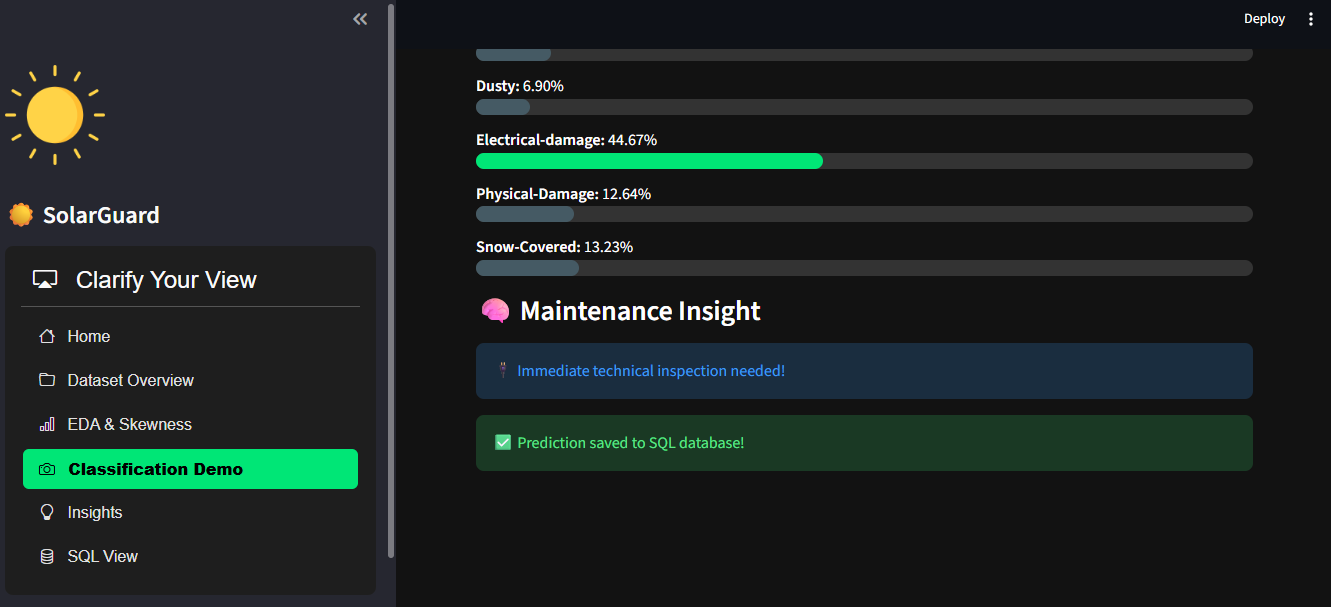 Deploy
SolarGuard
Clarify Your View
Home
Dataset Overview
EDA & Skewness
Classification Demo
Insights
SQL View
Dusty: 6.90%
Electrical-damage: 44.67%
Physical-Damage: 12.64%
Snow-Covered: 13.23%
Maintenance Insight
Immediate technical inspection needed!
Prediction saved to SQL database!